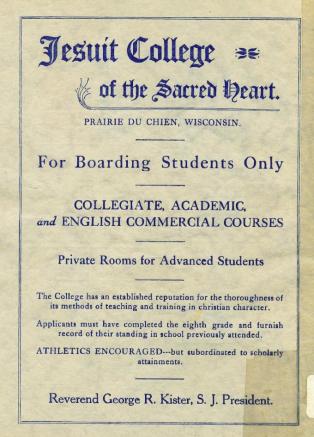 Jesuit College
of the Sacred Heart.
PRAIRIE DU CHIEN, WISCONSIN.
For Boarding Students Only
COLLEGIATE, ACADEMIC,
and ENGLISH COMMERCIAL COURSES
Private Rooms for Advanced Students
The College has an established reputation for the thoroughness of
its methods of teaching and training in christian character.
Applicants must have completed the eighth grade and furnish
record of their standing in school previously attended.
ATHLETICS ENCOURAGED---but subordinated to scholarly
attainments.
Reverend George R. Kister, S. J. President.